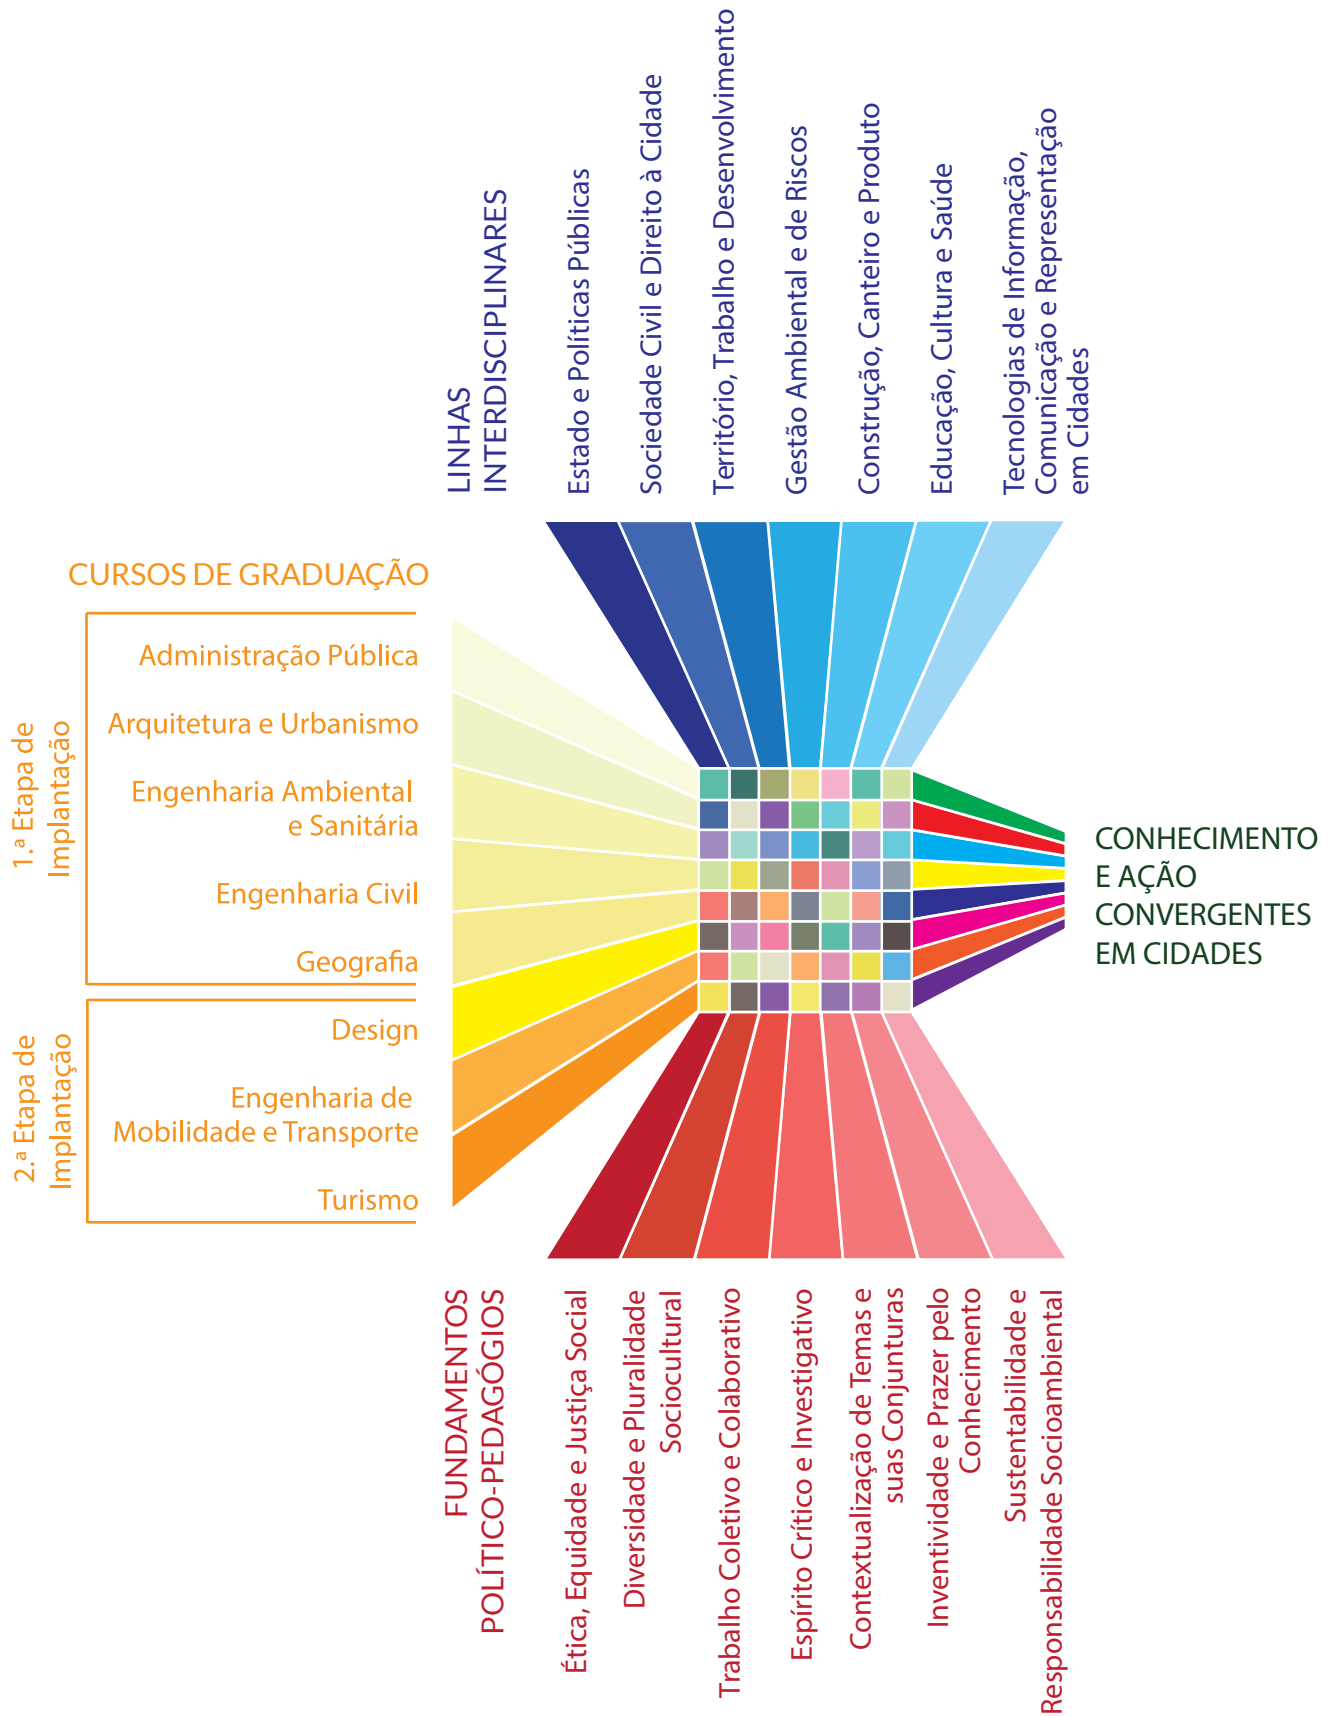 LINHAS
INTERDISCIPLINARES
Estado e Políticas Públicas
Sociedade Civil e Direito à Cidade
Território, Trabalho e Desenvolvimento
Gestão Ambiental e de Riscos
Construção, Canteiro e Produto
Educação, Cultura e Saúde
Tecnologias de Informação,
Comunicação e Representação
em Cidades
CURSOS DE GRADUAÇÃO
1.ª Etapa de
Implantação
Administração Pública
Arquitetura e Urbanismo
Engenharia Ambiental
e Sanitária
Engenharia Civil
Geografia
2.ª Etapa de
Implantação
Design
Engenharia de
Mobilidade e Transporte
Turismo
CONHECIMENTO
E AÇÃO
CONVERGENTES
EM CIDADES
FUNDAMENTOS
POLÍTICO-PEDAGÓGIOS
Ética, Equidade e Justiça Social
Diversidade e Pluralidade
Sociocultural
Trabalho Coletivo e Colaborativo
Espírito Crítico e Investigativo
Contextualização de Temas e
suas Conjunturas
Inventividade e Prazer pelo
Conhecimento
Sustentabilidade e
Responsabilidade Socioambiental